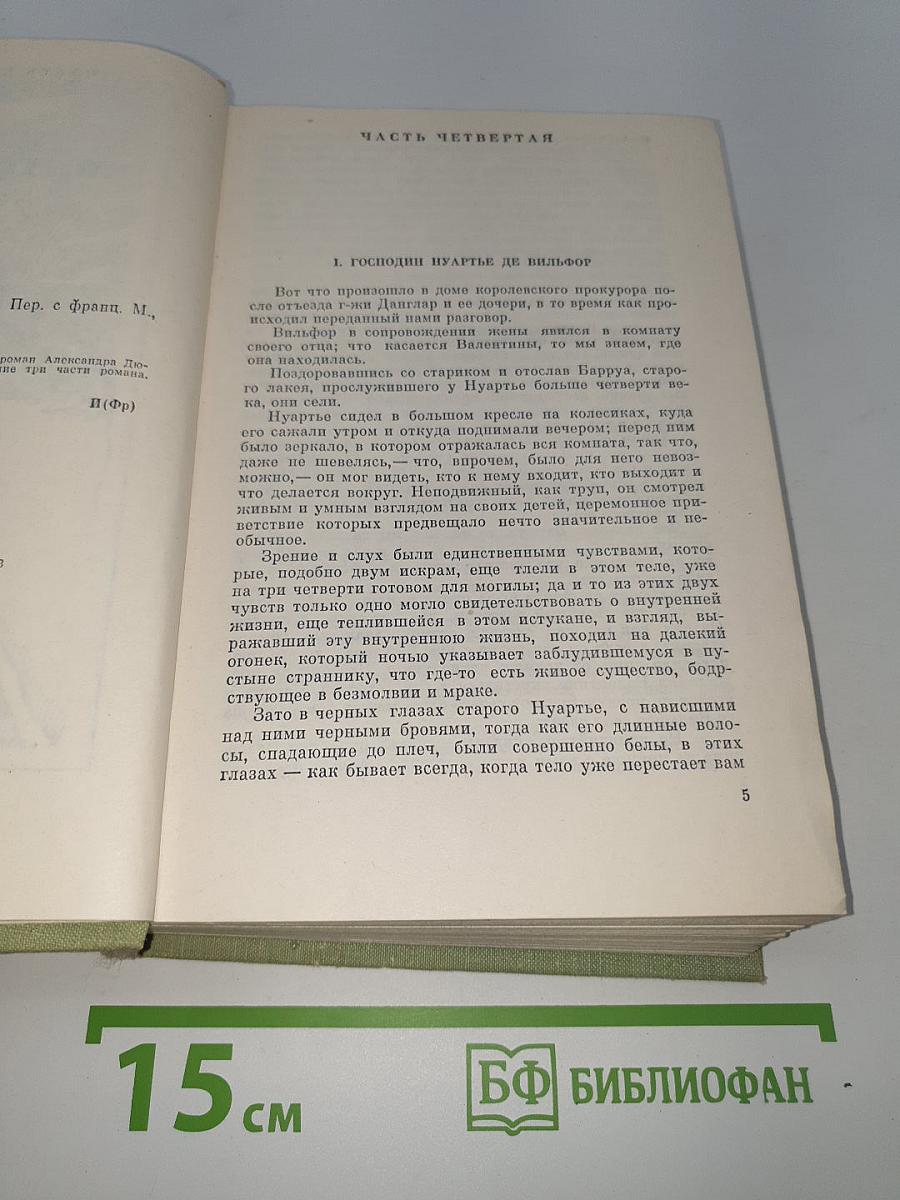 Пер. с франц. М.,
роман Александра Дю-
ние три части романа.
И(Фр)
ЧАСТЬ ЧЕТВЕРТАЯ
I. ГОСПОДИН НУАРТЬЕ ДЕ ВИЛЬФОР
Вот что произошло в доме королевского прокурора по-
сле отъезда г-жи Данглар и ее дочери, в то время как про-
исходил переданный нами разговор.
Вильфор в сопровождении жены явился в комнату
своего отца; что касается Валентины, то мы знаем, где
она находилась.
Поздоровавшись со стариком и отослав Барруа, старо-
го лакея, прослужившего у Нуартье больше четверти ве-
ка, они сели.
Нуартье сидел в большом кресле на колесиках, куда
его сажали утром и откуда поднимали вечером; перед ним
было зеркало, в котором отражалась вся комната, так что,
даже не шевелясь,— что, впрочем, было для него невоз-
можно,— он мог видеть, кто к нему входит, кто выходит и
что делается вокруг. Неподвижный, как труп, он смотрел
живым и умным взглядом на своих детей, церемонное при-
ветствие которых предвещало нечто значительное и не-
обычное.
Зрение и слух были единственными чувствами, кото-
рые, подобно двум искрам, еще тлели в этом теле, уже
на три четверти готовом для могилы; да и то из этих двух
чувств только одно могло свидетельствовать о внутренней
жизни, еще теплившейся в этом истукане, и взгляд, вы-
ражавший эту внутреннюю жизнь, походил на далекий
огонек, который ночью указывает заблудившемуся в пу-
стыне страннику, что где-то есть живое существо, бодр-
ствующее в безмолвии и мраке.
Зато в черных глазах старого Нуартье, с нависшими
над ними черными бровями, тогда как его длинные воло-
сы, спадающие до плеч, были совершенно белы, в этих
глазах — как бывает всегда, когда тело уже перестает вам
5
15 см
БФ БИБЛИОФАН